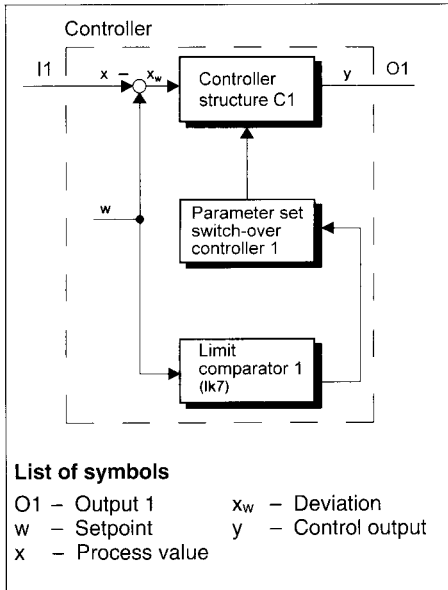 Controller
I1
x
–
xw
Controller
structure C1
y
O1
w
Parameter set
switch-over
controller 1
Limit
comparator 1
(lk7)
List of symbols
O1 – Output 1
xw – Deviation
w – Setpoint
y – Control output
x – Process value